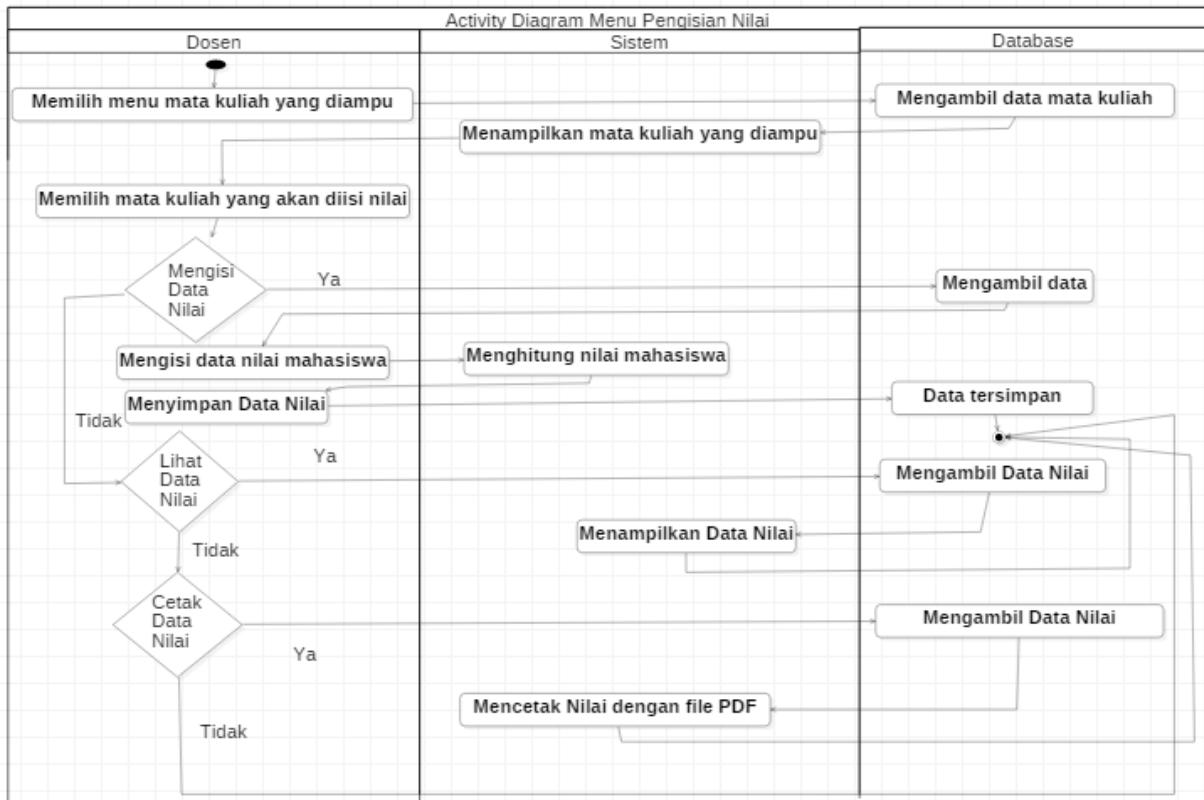 Activity Diagram Menu Pengisian Nilai
Dosen
Sistem
Database
Memilih menu mata kuliah yang diampu
Mengambil data mata kuliah
Menampilkan mata kuliah yang diampu
Memilih mata kuliah yang akan diisi nilai
Mengisi
Data
Nilai
Ya
Mengambil data
Mengisi data nilai mahasiswa
Menghitung nilai mahasiswa
Menyimpan Data Nilai
Data tersimpan
Tidak
Lihat
Data
Nilai
Ya
Mengambil Data Nilai
Menampilkan Data Nilai
Tidak
Cetak
Data
Nilai
Ya
Mengambil Data Nilai
Mencetak Nilai dengan file PDF
Tidak